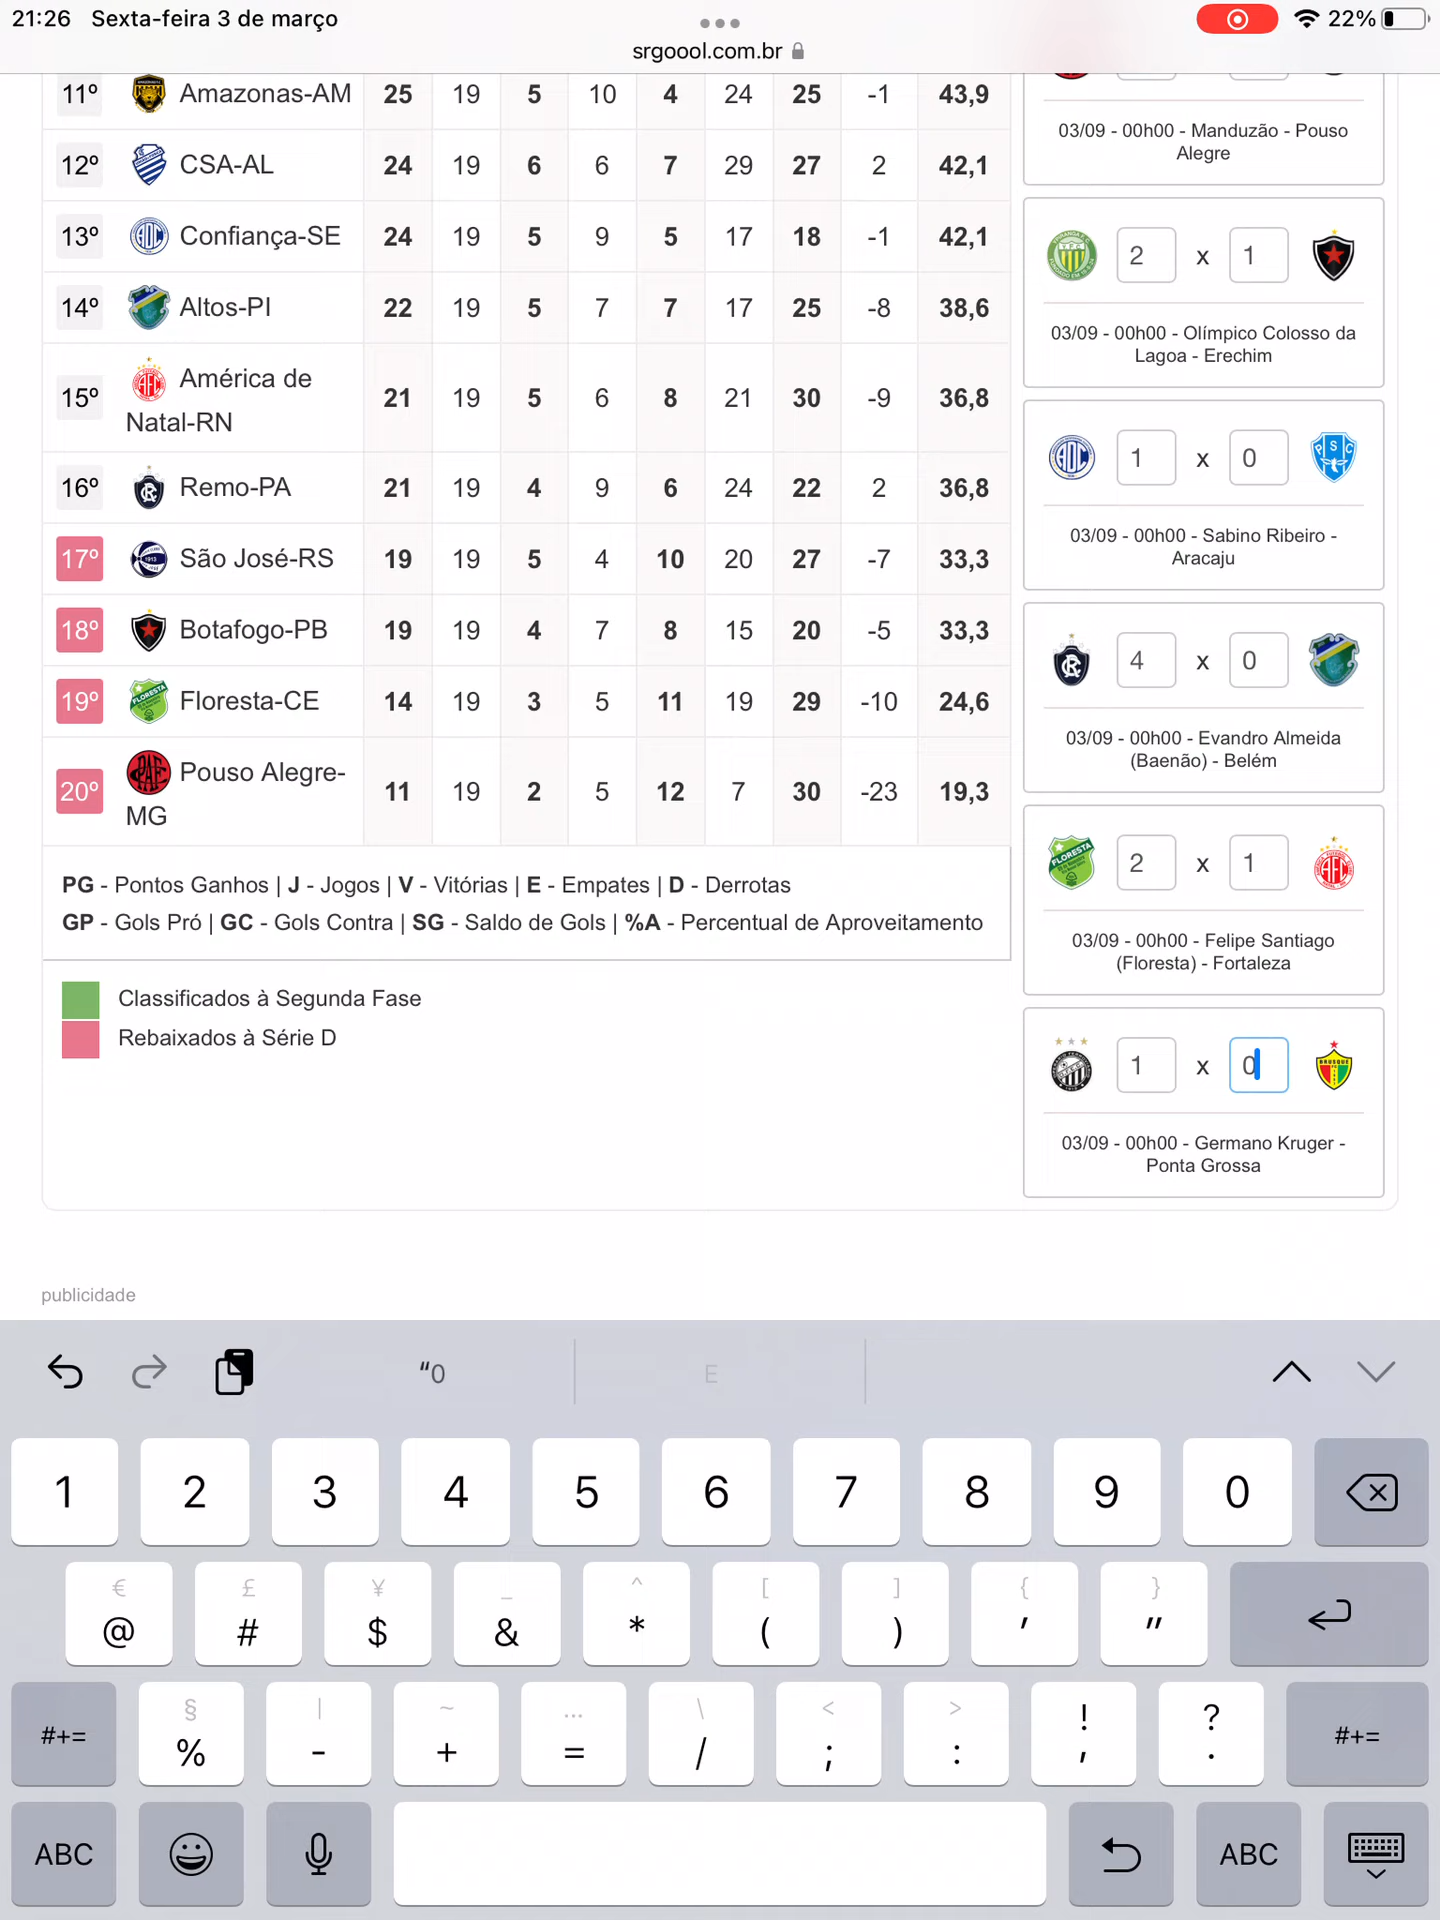 21:26 Sexta-feira 3 de março
22%
srgoool.com.br
11º Amazonas-AM 25 19 5 10 4 24 25 -1 43,9
12º CSA-AL 24 19 6 6 7 29 27 2 42,1
13º Confiança-SE 24 19 5 9 5 17 18 -1 42,1
14º Altos-PI 22 19 5 7 7 17 25 -8 38,6
15º América de Natal-RN 21 19 5 6 8 21 30 -9 36,8
16º Remo-PA 21 19 4 9 6 24 22 2 36,8
17º São José-RS 19 19 5 4 10 20 27 -7 33,3
18º Botafogo-PB 19 19 4 7 8 15 20 -5 33,3
19º Floresta-CE 14 19 3 5 11 19 29 -10 24,6
20º Pouso Alegre-MG 11 19 2 5 12 7 30 -23 19,3
PG - Pontos Ganhos | J - Jogos | V - Vitórias | E - Empates | D - Derrotas
GP - Gols Pró | GC - Gols Contra | SG - Saldo de Gols | %A - Percentual de Aproveitamento
Classificados à Segunda Fase
Rebaixados à Série D
03/09 - 00h00 - Manduzão - Pouso
Alegre
2 x 1
03/09 - 00h00 - Olímpico Colosso da
Lagoa - Erechim
1 x 0
03/09 - 00h00 - Sabino Ribeiro -
Aracaju
4 x 0
03/09 - 00h00 - Evandro Almeida
(Baenão) - Belém
FLORESTA 2 x 1
03/09 - 00h00 - Felipe Santiago
(Floresta) - Fortaleza
1 x 0 BRUSQUE
03/09 - 00h00 - Germano Kruger -
Ponta Grossa
publicidade
“0 E
1 2 3 4 5 6 7 8 9 0
€ £ ¥ _ ^ [ ] { }
@ # $ & * ( ) ' "
#+= § | ~ … \ < > ! ? #+=
% - + = / ; : , .
ABC ABC